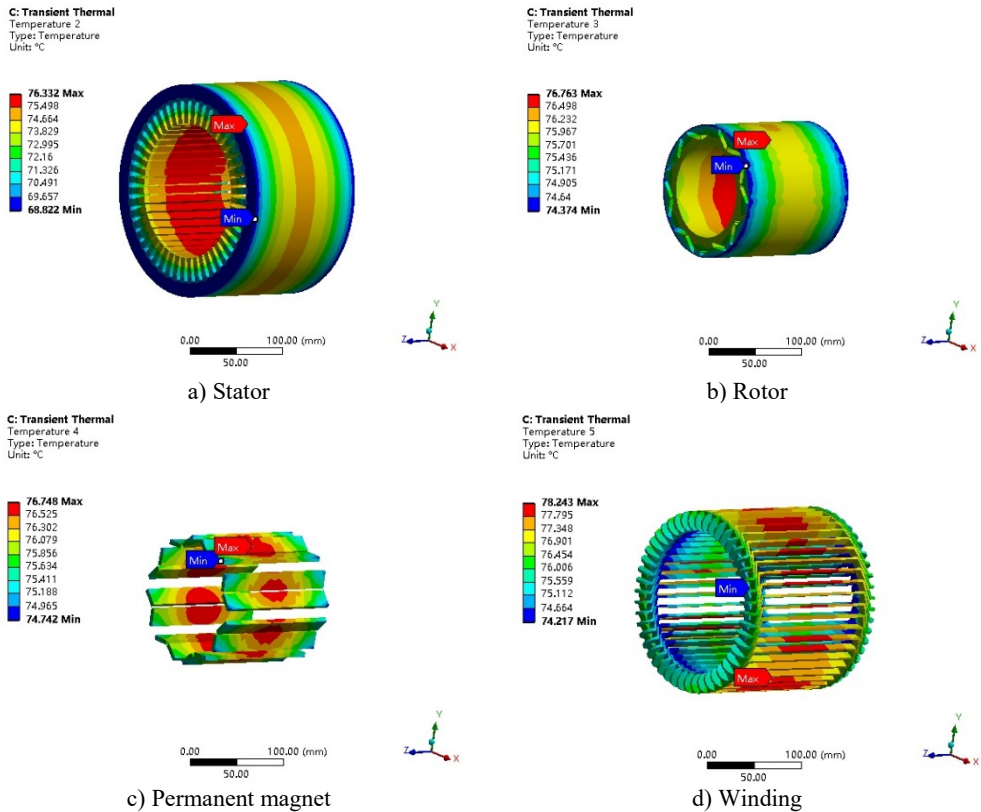 C: Transient Thermal
Temperature 2
Type: Temperature
Unit: °C
76.332 Max
75.498
74.664
73.829
72.995
72.16
71.326
70.491
69.657
68.822 Min
Max
Min
0.00 100.00 (mm)
50.00
Y
Z
X
a) Stator
C: Transient Thermal
Temperature 3
Type: Temperature
Unit: °C
76.763 Max
76.498
76.232
75.967
75.701
75.436
75.171
74.905
74.64
74.374 Min
Max
Min
0.00 100.00 (mm)
50.00
Y
Z
X
b) Rotor
C: Transient Thermal
Temperature 4
Type: Temperature
Unit: °C
76.748 Max
76.525
76.302
76.079
75.856
75.634
75.411
75.188
74.965
74.742 Min
Max
Min
0.00 100.00 (mm)
50.00
Y
Z
X
c) Permanent magnet
C: Transient Thermal
Temperature 5
Type: Temperature
Unit: °C
78.243 Max
77.795
77.348
76.901
76.454
76.006
75.559
75.112
74.664
74.217 Min
Min
Max
0.00 100.00 (mm)
50.00
Y
Z
X
d) Winding